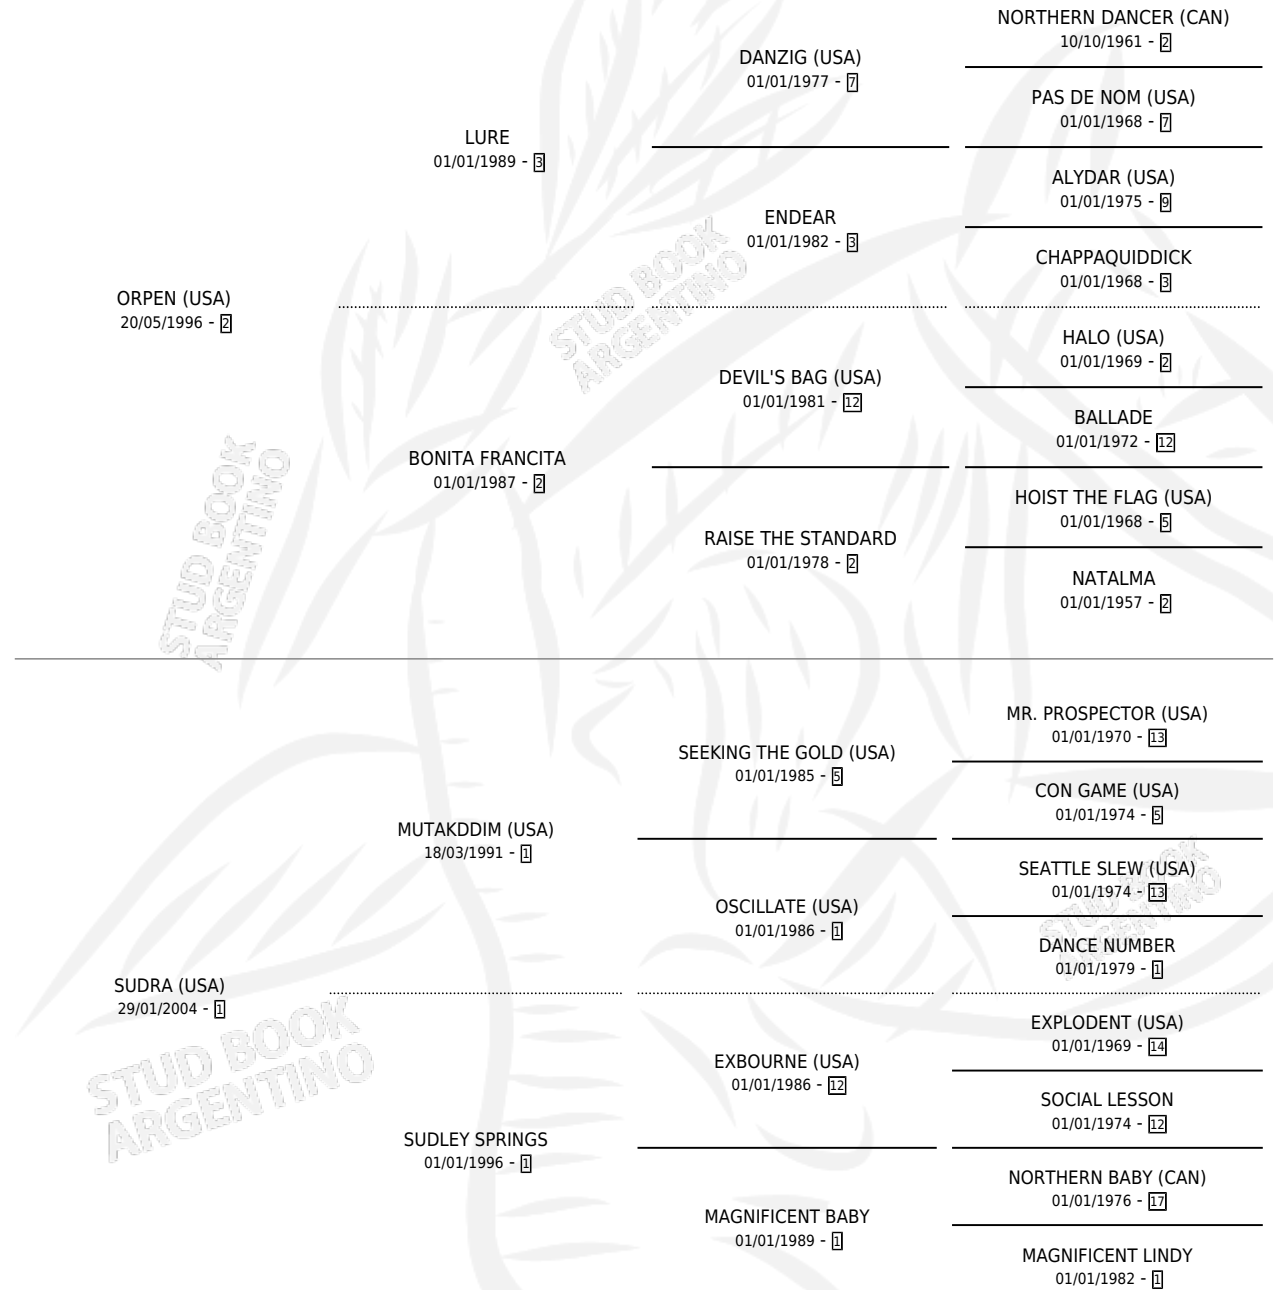 NORTHERN DANCER (CAN)
10/10/1961 - 2
DANZIG (USA)
01/01/1977 - 7
PAS DE NOM (USA)
01/01/1968 - 7
LURE
01/01/1989 - 3
ALYDAR (USA)
01/01/1975 - 9
ENDEAR
01/01/1982 - 3
CHAPPAQUIDDICK
01/01/1968 - 3
ORPEN (USA)
20/05/1996 - 2
HALO (USA)
01/01/1969 - 2
DEVIL'S BAG (USA)
01/01/1981 - 12
BALLADE
01/01/1972 - 12
BONITA FRANCITA
01/01/1987 - 2
HOIST THE FLAG (USA)
01/01/1968 - 5
RAISE THE STANDARD
01/01/1978 - 2
NATALMA
01/01/1957 - 2
STUD BOOK
ARGENTINO
STUD BOOK
ARGENTINO
MR. PROSPECTOR (USA)
01/01/1970 - 13
SEEKING THE GOLD (USA)
01/01/1985 - 5
CON GAME (USA)
01/01/1974 - 5
MUTAKDDIM (USA)
18/03/1991 - 1
SEATTLE SLEW (USA)
01/01/1974 - 13
OSCILLATE (USA)
01/01/1986 - 1
DANCE NUMBER
01/01/1979 - 1
SUDRA (USA)
29/01/2004 - 1
EXPLODENT (USA)
01/01/1969 - 14
EXBOURNE (USA)
01/01/1986 - 12
SOCIAL LESSON
01/01/1974 - 12
SUDLEY SPRINGS
01/01/1996 - 1
NORTHERN BABY (CAN)
01/01/1976 - 17
MAGNIFICENT BABY
01/01/1989 - 1
MAGNIFICENT LINDY
01/01/1982 - 1
STUD BOOK
ARGENTINO
STUD BOOK
ARGENTINO